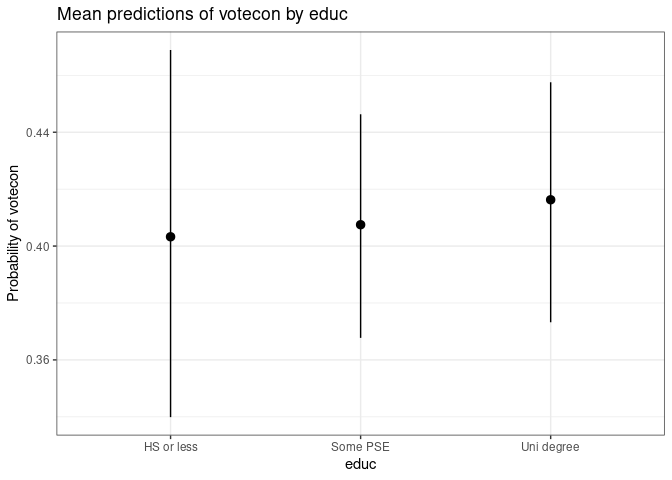 Mean predictions of votecon by educ
Probability of votecon
0.44
0.40
0.36
HS or less
Some PSE
Uni degree
educ